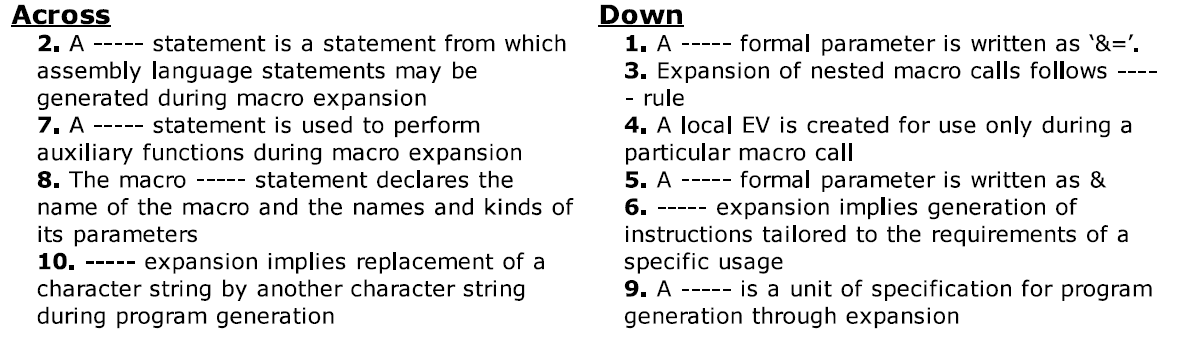 Across
2. A ----- statement is a statement from which
assembly language statements may be
generated during macro expansion
7. A ----- statement is used to perform
auxiliary functions during macro expansion
8. The macro ----- statement declares the
name of the macro and the names and kinds of
its parameters
10. ----- expansion implies replacement of a
character string by another character string
during program generation
Down
1. A ----- formal parameter is written as ‘&=’.
3. Expansion of nested macro calls follows ----
- rule
4. A local EV is created for use only during a
particular macro call
5. A ----- formal parameter is written as &
6. ----- expansion implies generation of
instructions tailored to the requirements of a
specific usage
9. A ----- is a unit of specification for program
generation through expansion